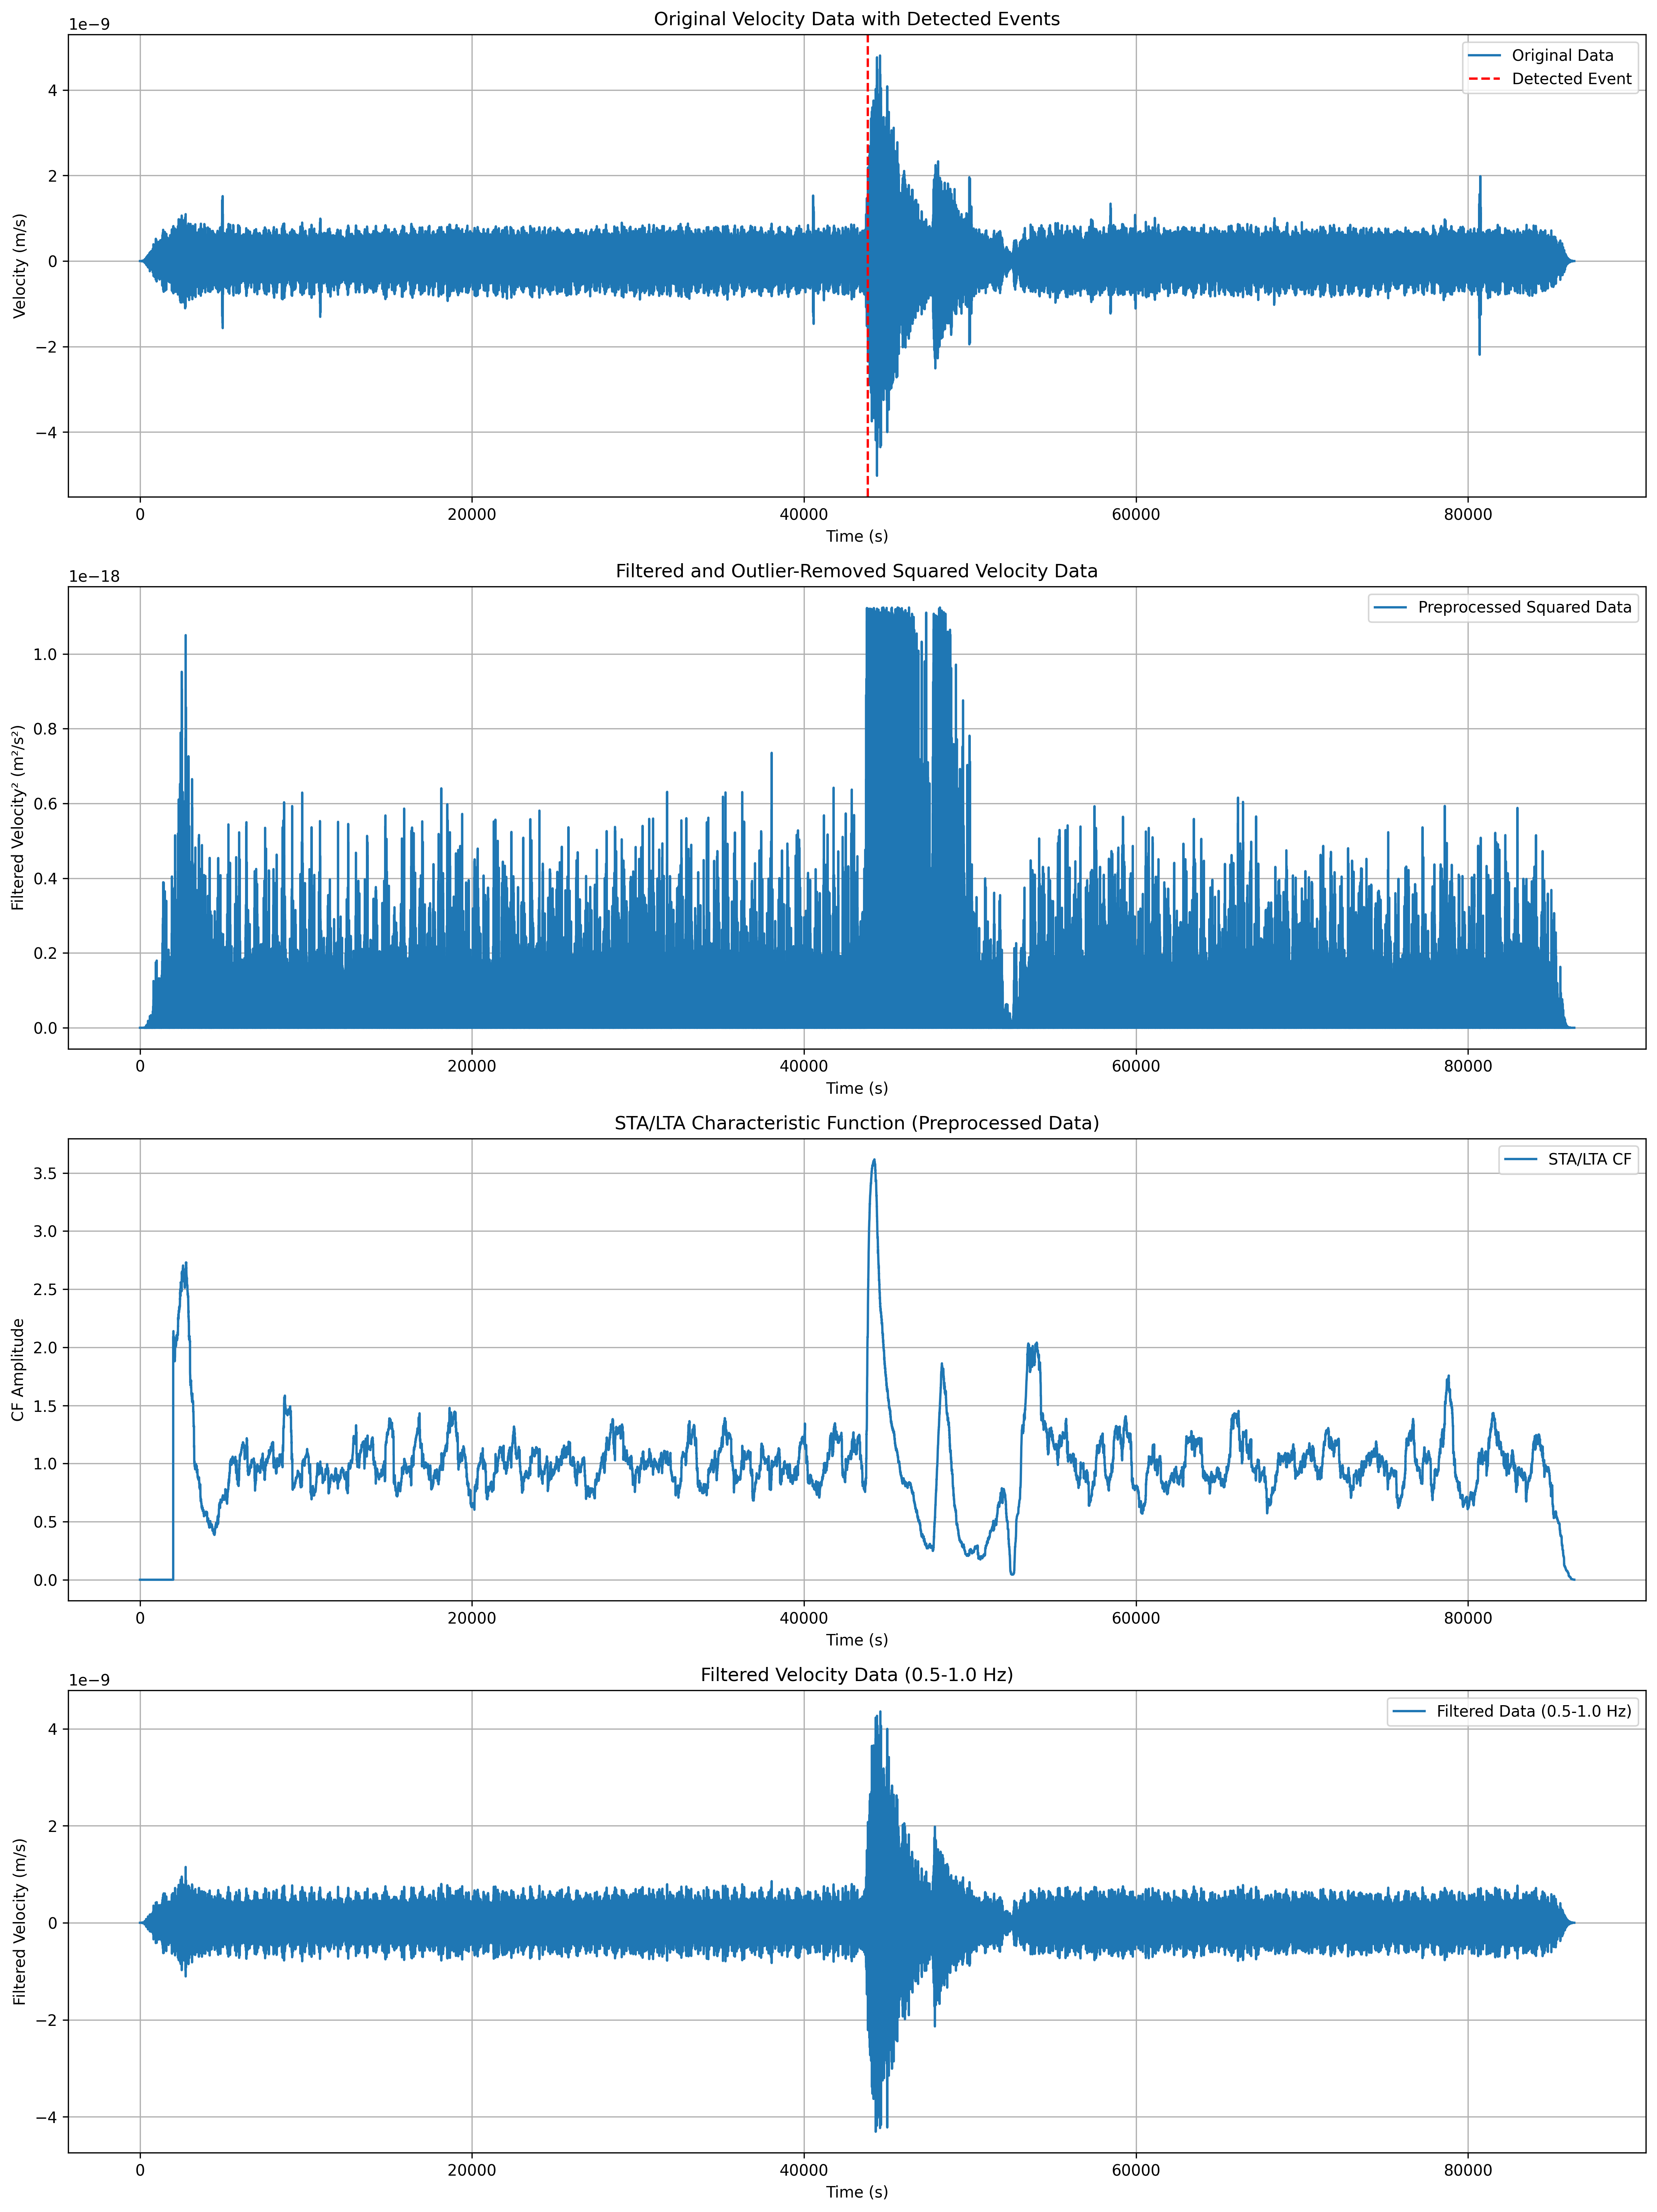 Original Velocity Data with Detected Events
1e−9
Original Data
Detected Event
Velocity (m/s)
4
2
0
−2
−4
0 20000 40000 60000 80000
Time (s)
Filtered and Outlier-Removed Squared Velocity Data
1e−18
Preprocessed Squared Data
Filtered Velocity² (m²/s²)
1.0
0.8
0.6
0.4
0.2
0.0
0 20000 40000 60000 80000
Time (s)
STA/LTA Characteristic Function (Preprocessed Data)
STA/LTA CF
CF Amplitude
3.5
3.0
2.5
2.0
1.5
1.0
0.5
0.0
0 20000 40000 60000 80000
Time (s)
Filtered Velocity Data (0.5-1.0 Hz)
1e−9
Filtered Data (0.5-1.0 Hz)
Filtered Velocity (m/s)
4
2
0
−2
−4
0 20000 40000 60000 80000
Time (s)